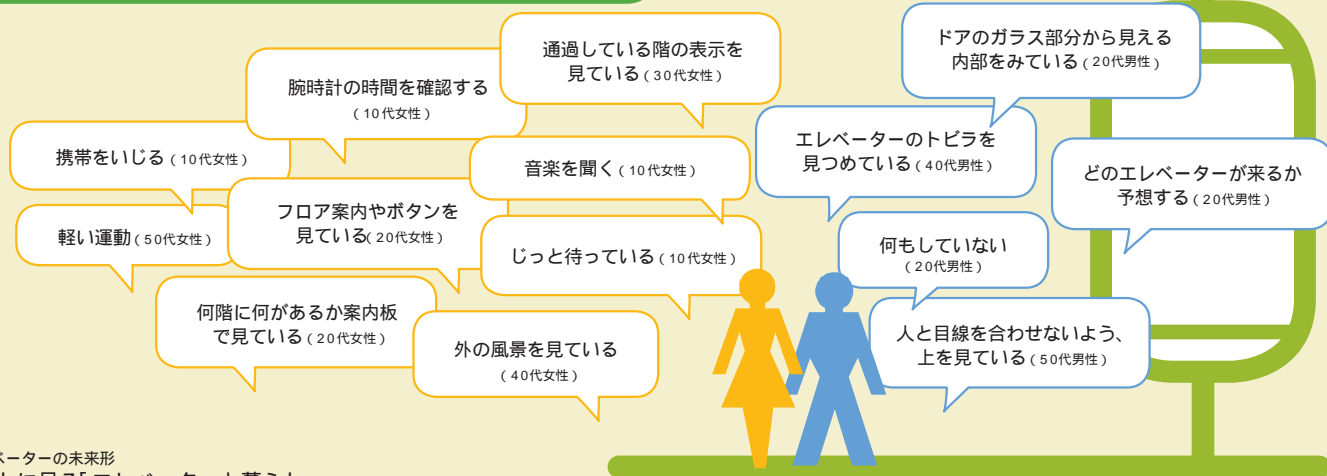 通過している階の表示を
見ている(30代女性)
腕時計の時間を確認する
(10代女性)
携帯をいじる(10代女性)
音楽を聞く(10代女性)
フロア案内やボタンを
見ている(20代女性)
軽い運動(50代女性)
じっと待っている(10代女性)
何階に何があるか案内板
で見ている(20代女性)
外の風景を見ている
(40代女性)
ドアのガラス部分から見える
内部をみている(20代男性)
エレベーターのトビラを
見つめている(40代男性)
どのエレベーターが来るか
予想する(20代男性)
何もしていない
(20代男性)
人と目線を合わせないよう、
上を見ている(50代男性)
ベーターの未来形